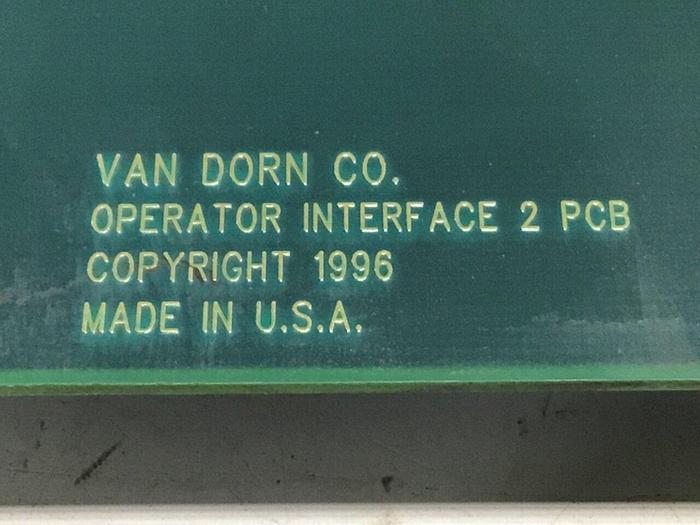 VAN DORN CO.
OPERATOR INTERFACE 2 PCB
COPYRIGHT 1996
MADE IN U.S.A.